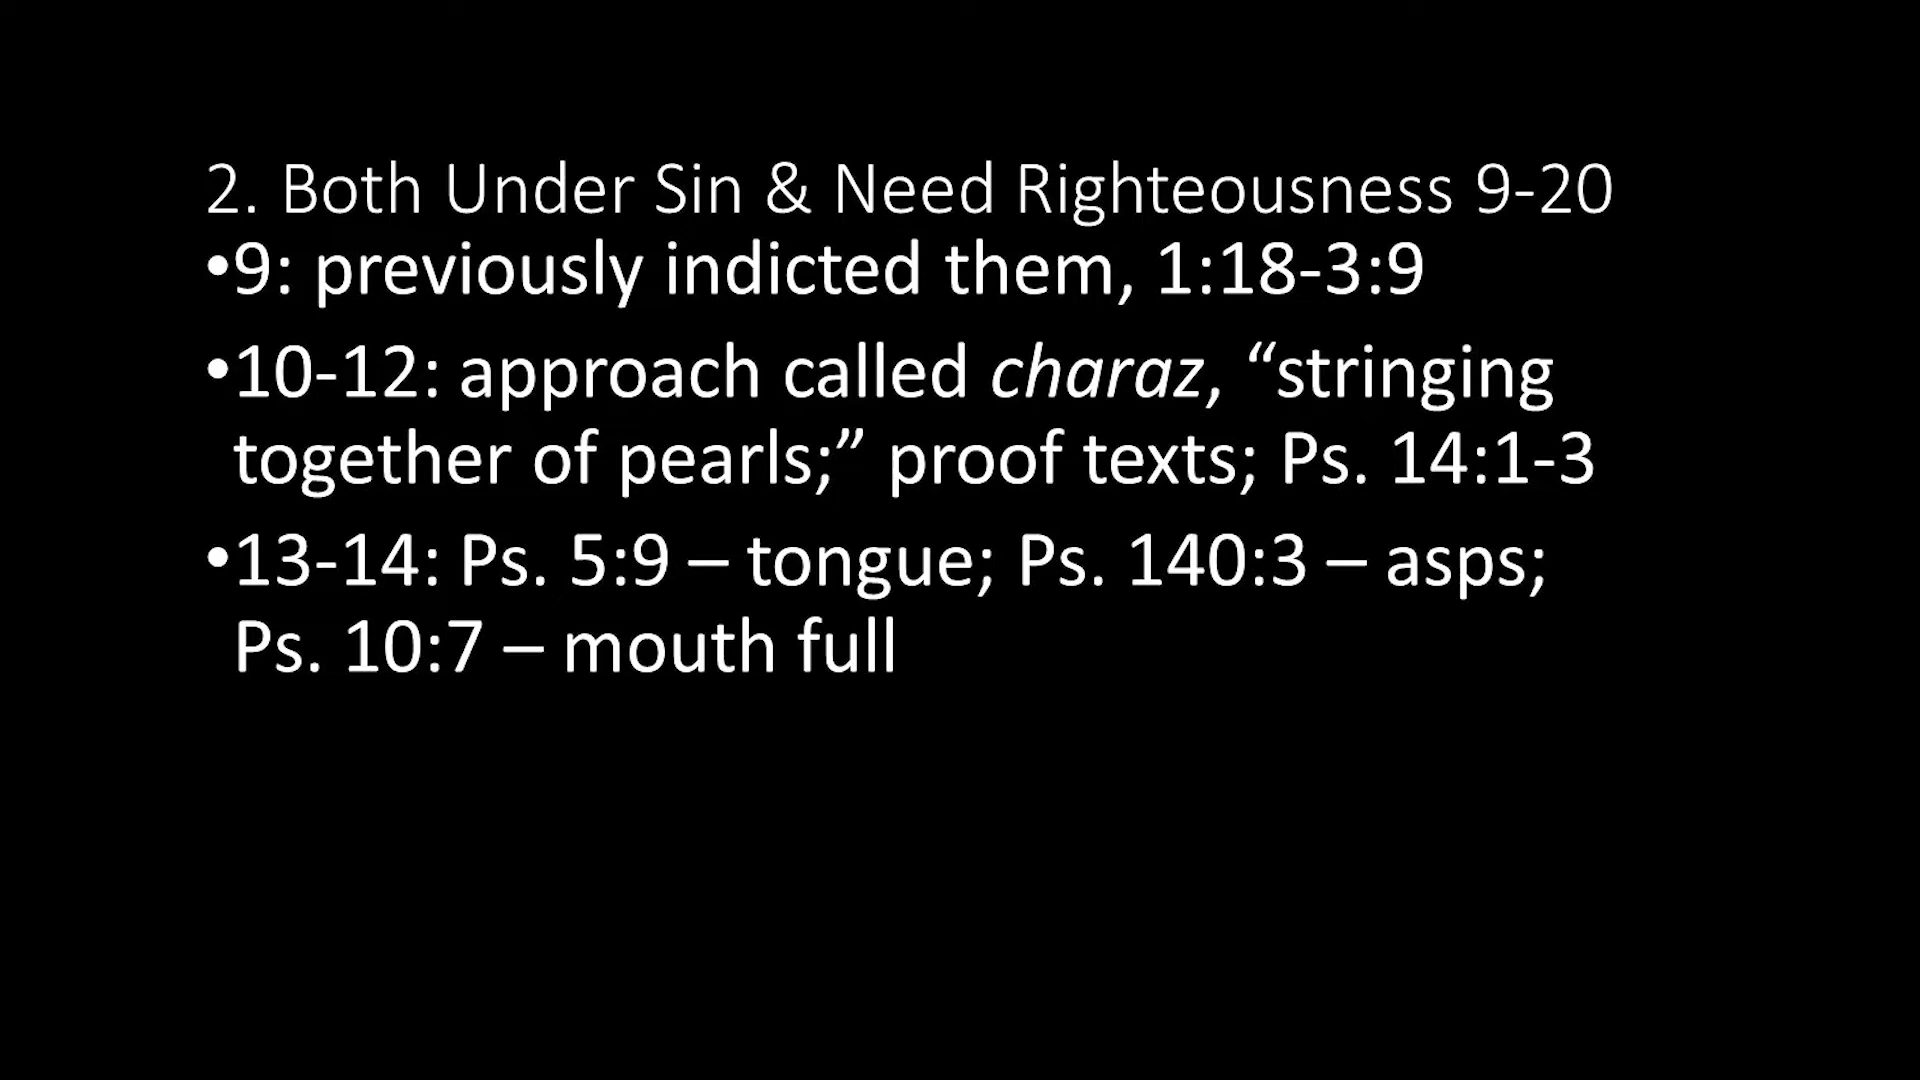 2. Both Under Sin & Need Righteousness 9-20
•9: previously indicted them, 1:18-3:9
•10-12: approach called charaz, “stringing
together of pearls;” proof texts; Ps. 14:1-3
•13-14: Ps. 5:9 – tongue; Ps. 140:3 – asps;
Ps. 10:7 – mouth full